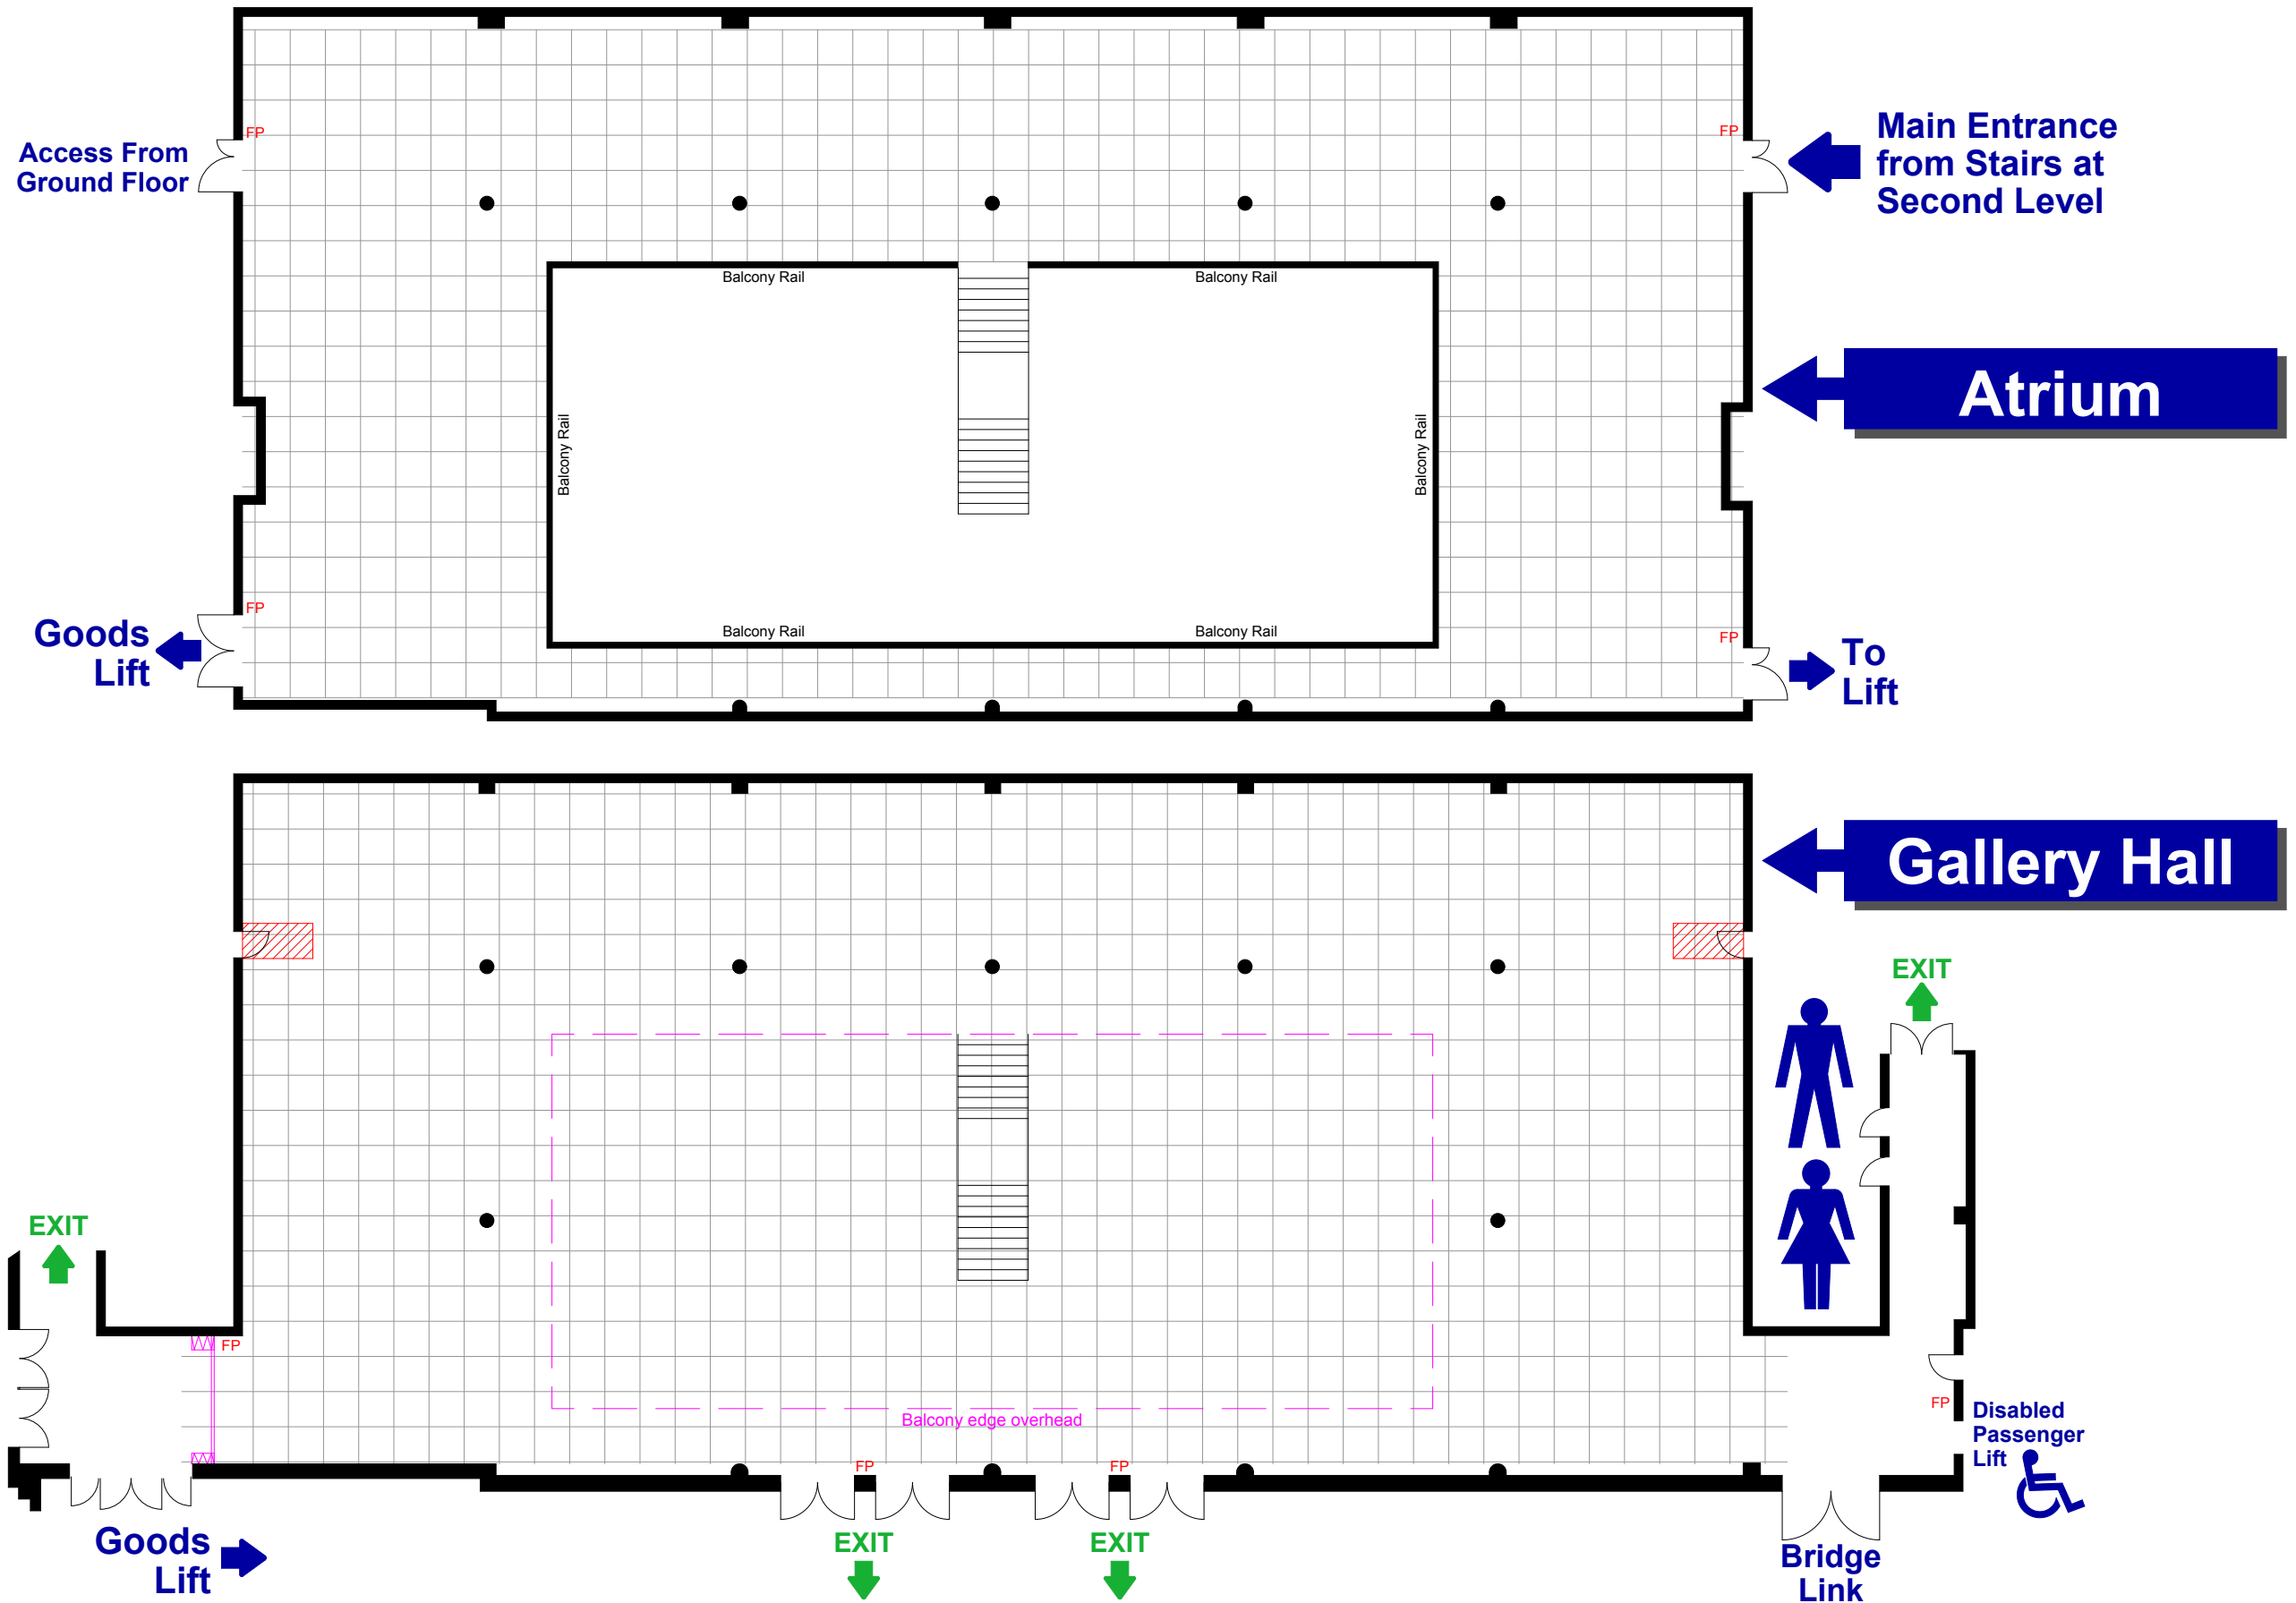 FP
FP
Access From
Ground Floor
Main Entrance
from Stairs at
Second Level
Balcony Rail
Balcony Rail
Atrium
Balcony Rail
Balcony Rail
FP
Goods
Lift
Balcony Rail
Balcony Rail
FP
To
Lift
Gallery Hall
EXIT
EXIT
FP
Balcony edge overhead
FP
Disabled
Passenger
Lift
FP
FP
Goods
Lift
EXIT
EXIT
Bridge
Link